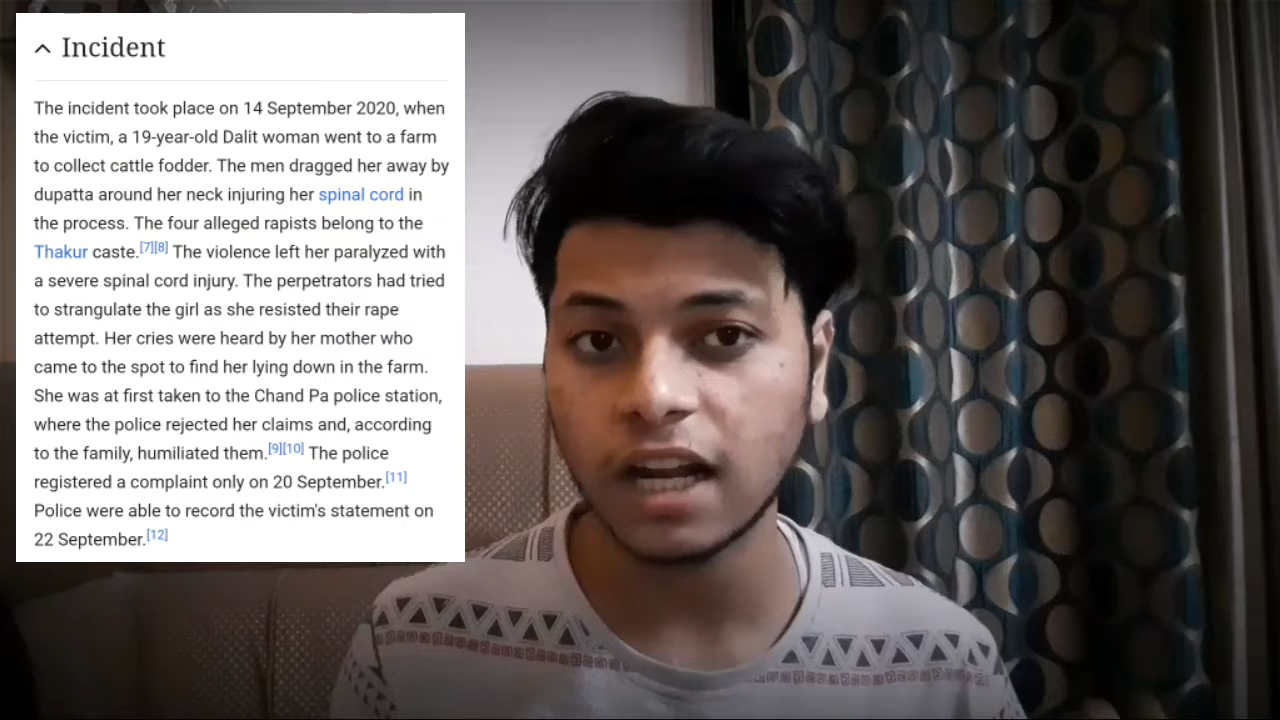 Incident
The incident took place on 14 September 2020, when
the victim, a 19-year-old Dalit woman went to a farm
to collect cattle fodder. The men dragged her away by
dupatta around her neck injuring her spinal cord in
the process. The four alleged rapists belong to the
Thakur caste.[7][8] The violence left her paralyzed with
a severe spinal cord injury. The perpetrators had tried
to strangulate the girl as she resisted their rape
attempt. Her cries were heard by her mother who
came to the spot to find her lying down in the farm.
She was at first taken to the Chand Pa police station,
where the police rejected her claims and, according
to the family, humiliated them.[9][10] The police
registered a complaint only on 20 September.[11]
Police were able to record the victim's statement on
22 September.[12]